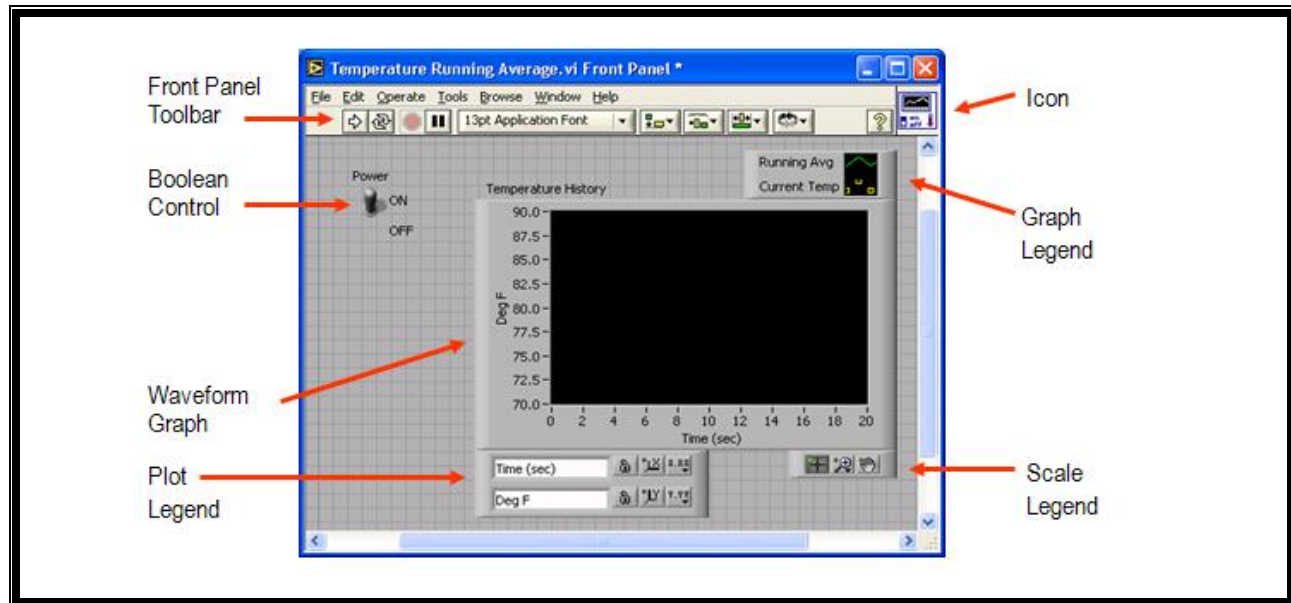 Temperature Running Average.vi Front Panel *
File Edit Operate Tools Browse Window Help
13pt Application Font
Front Panel
Toolbar
Icon
Boolean
Control
Power
ON
OFF
Running Avg
Current Temp
Graph
Legend
Temperature History
90.0
87.5
85.0
82.5
80.0
77.5
75.0
72.5
70.0
Deg F
0 2 4 6 8 10 12 14 16 18 20
Time (sec)
Waveform
Graph
Plot
Legend
Time (sec)
Deg F
Scale
Legend